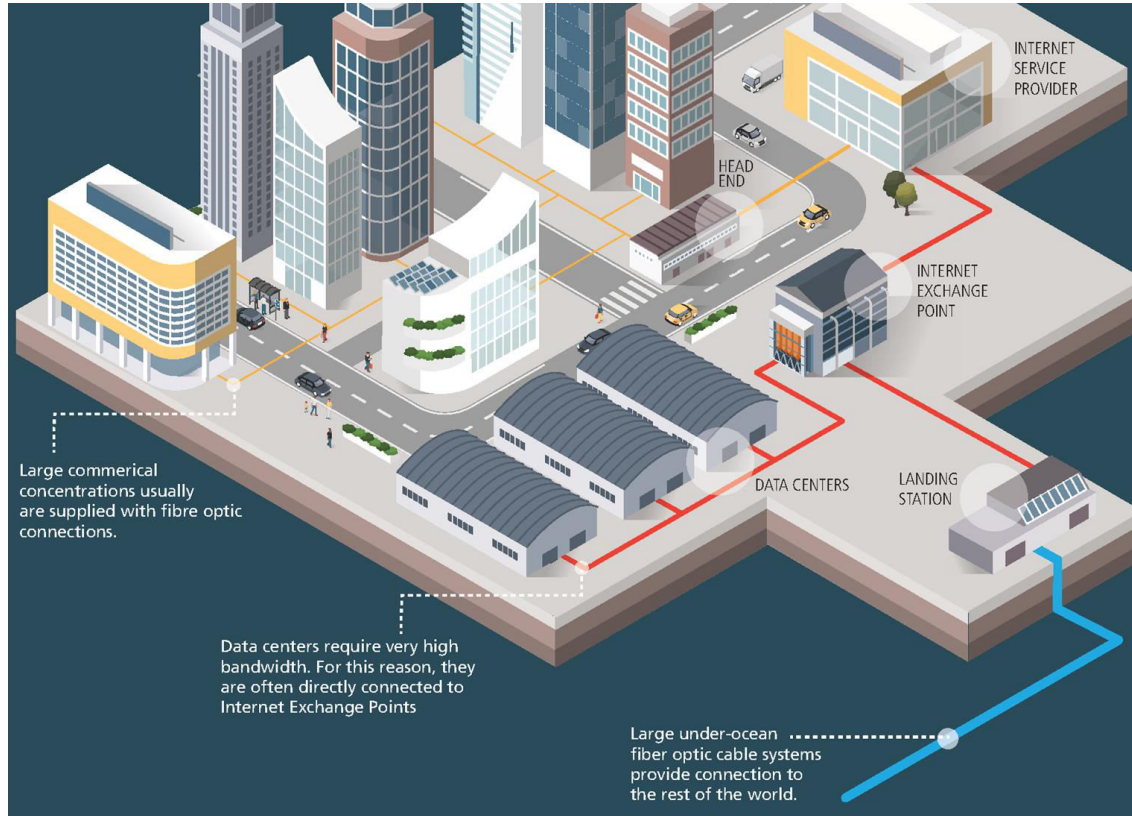 INTERNET
SERVICE
PROVIDER
HEAD
END
INTERNET
EXCHANGE
POINT
Large commerical
concentrations usually
are supplied with fibre optic
connections.
DATA CENTERS
LANDING
STATION
Data centers require very high
bandwidth. For this reason, they
are often directly connected to
Internet Exchange Points
Large under-ocean
fiber optic cable systems
provide connection to
the rest of the world.